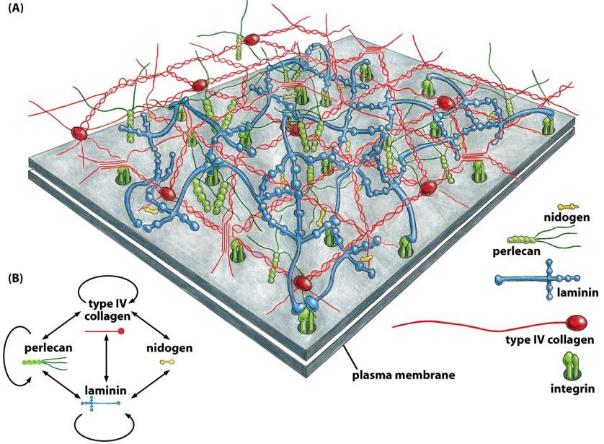 (A)
nidogen
perlecan
laminin
type IV collagen
integrin
plasma membrane
(B)
type IV
collagen
perlecan
nidogen
laminin